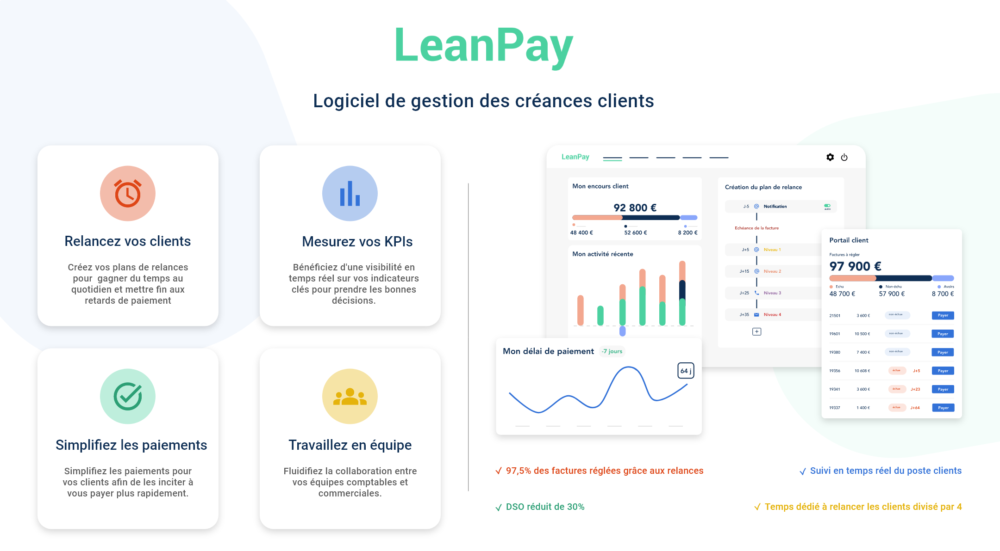 LeanPay
Logiciel de gestion des créances clients
Relancez vos clients
Créez vos plans de relances
pour gagner du temps au
quotidien et mettre fin aux
retards de paiement
Mesurez vos KPIs
Bénéficiez d'une visibilité en
temps réel sur vos indicateurs
clés pour prendre les bonnes
décisions.
Simplifiez les paiements
Simplifiez les paiements pour
vos clients afin de les inciter à
vous payer plus rapidement.
Travaillez en équipe
Fluidifiez la collaboration entre
vos équipes comptables et
commerciales.
LeanPay
Mon encours client
92 800 €
48 400 € 52 600 € 8 200 €
Mon activité récente
Création du plan de relance
J-5 Notification auto
Echéance de la facture
J+5 Niveau 1
J+15 Niveau 2
J+25 Niveau 3
J+35 Niveau 4
Mon délai de paiement -7 jours
64 j
Portail client
Factures à régler
97 900 €
Echu Non-échu Avoirs
48 700 € 57 900 € 8 700 €
21501 3 600 € non-échue Payer
19601 10 500 € non-échue Payer
19380 7 400 € non-échue Payer
19356 10 608 € échue J+5 Payer
19341 3 600 € échue J+23 Payer
19337 1 400 € échue J+64 Payer
97,5% des factures réglées grâce aux relances
Suivi en temps réel du poste clients
DSO réduit de 30%
Temps dédié à relancer les clients divisé par 4